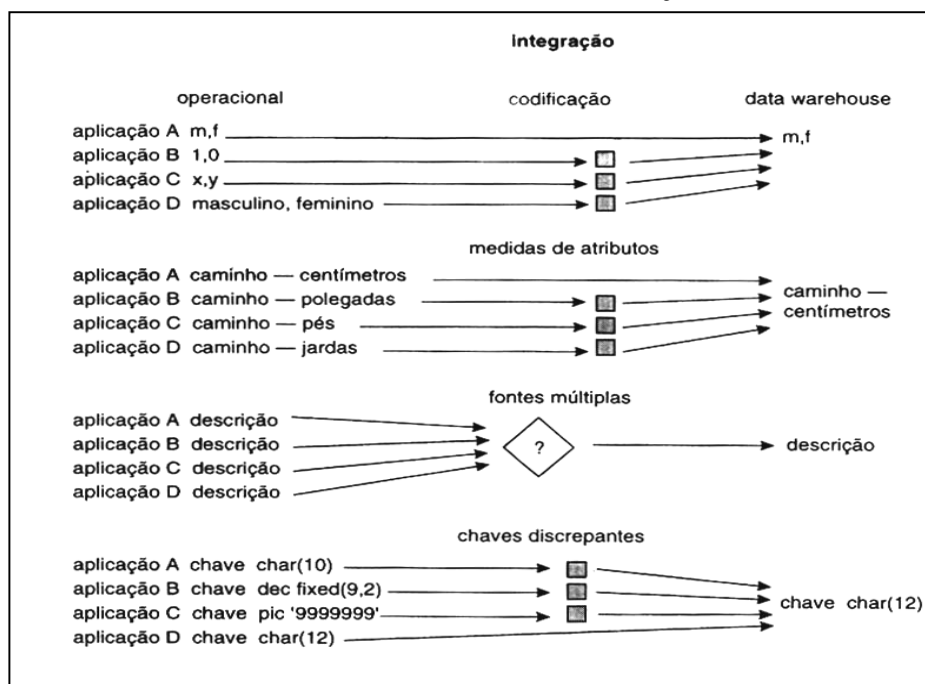 integração
operacional codificação data warehouse
aplicação A m,f m,f
aplicação B 1,0
aplicação C x,y
aplicação D masculino, feminino
medidas de atributos
aplicação A caminho — centímetros
aplicação B caminho — polegadas caminho —
aplicação C caminho — pés centímetros
aplicação D caminho — jardas
fontes múltiplas
aplicação A descrição
aplicação B descrição ? descrição
aplicação C descrição
aplicação D descrição
chaves discrepantes
aplicação A chave char(10)
aplicação B chave dec fixed(9,2)
aplicação C chave pic '9999999' chave char(12)
aplicação D chave char(12)